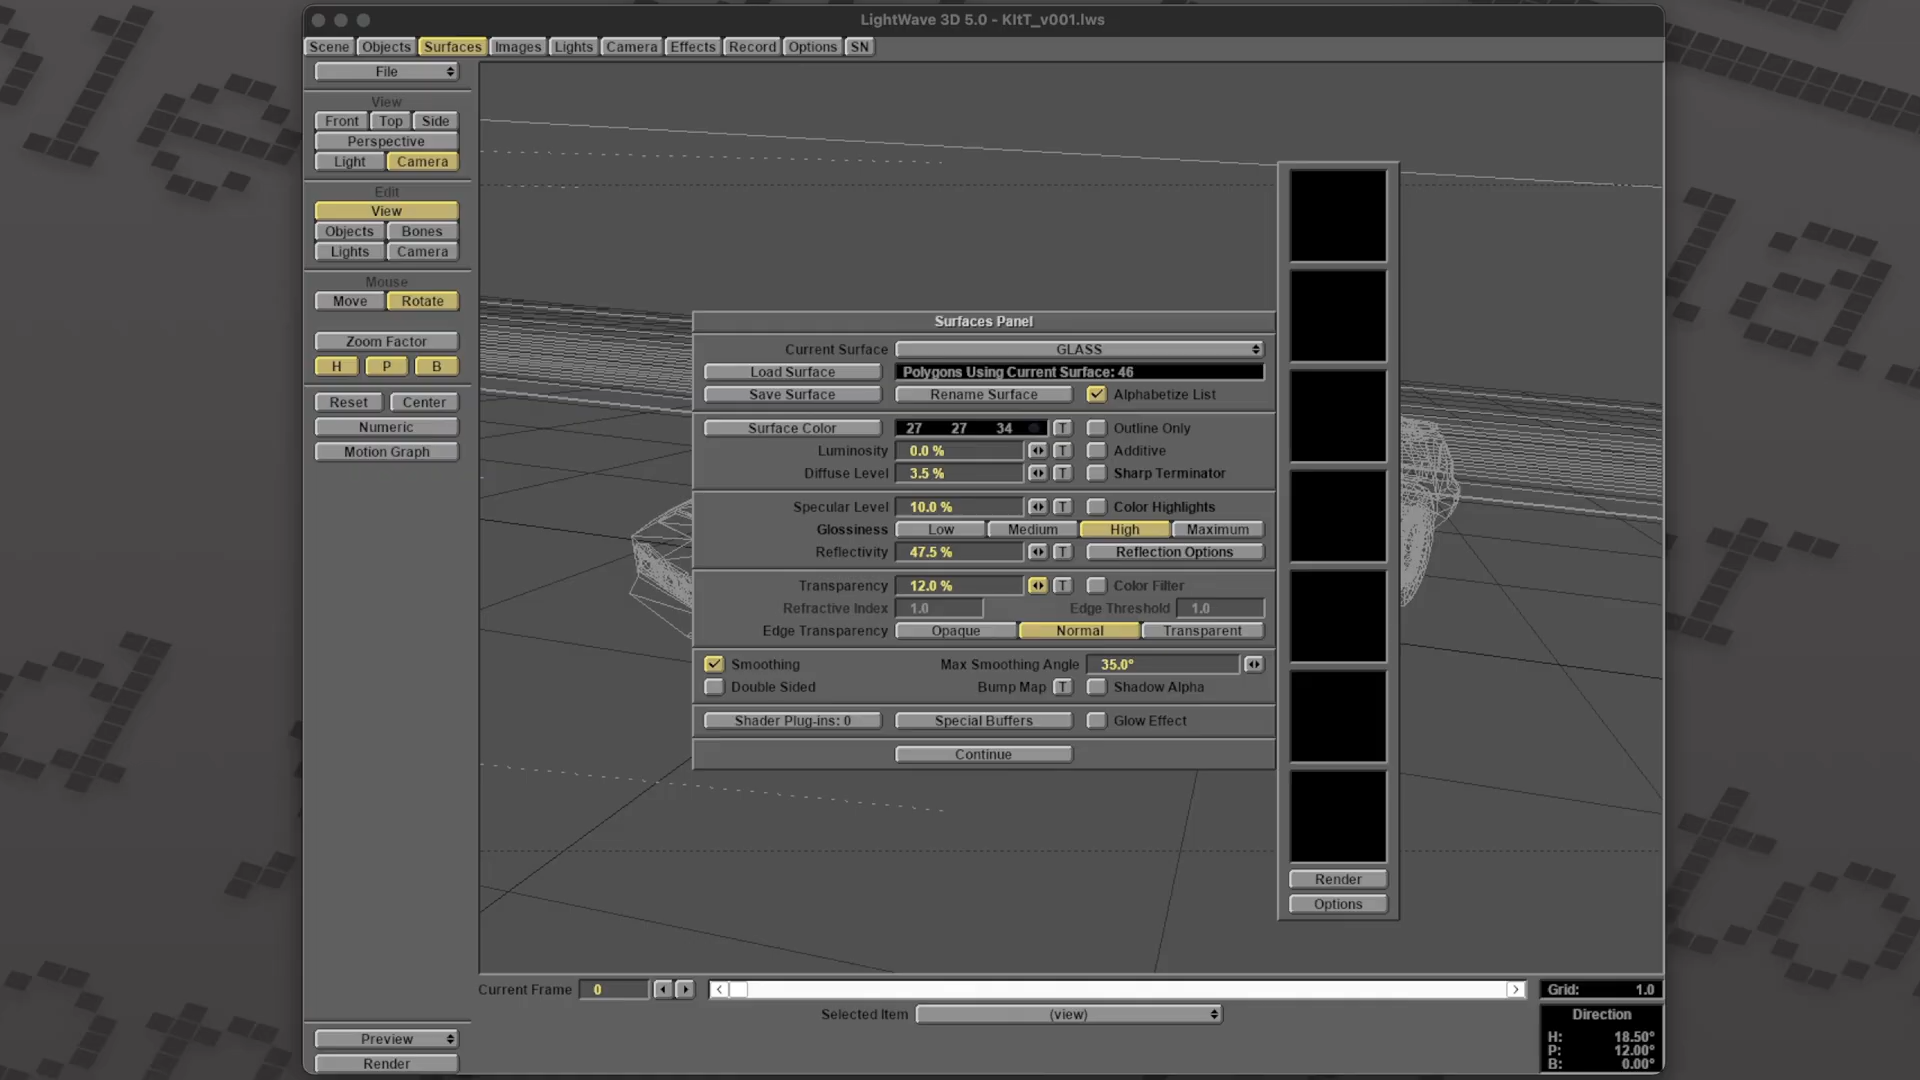 LightWave 3D 5.0 - KItT_v001.lws
Scene Objects Surfaces Images Lights Camera Effects Record Options SN
File
View
Front Top Side
Perspective
Light Camera
Edit
View
Objects Bones
Lights Camera
Mouse
Move Rotate
Zoom Factor
H P B
Reset Center
Numeric
Motion Graph
Surfaces Panel
Current Surface GLASS
Load Surface Polygons Using Current Surface: 46
Save Surface Rename Surface Alphabetize List
Surface Color 27 27 34 T Outline Only
Luminosity 0.0 % T Additive
Diffuse Level 3.5 % T Sharp Terminator
Specular Level 10.0 % T Color Highlights
Glossiness Low Medium High Maximum
Reflectivity 47.5 % T Reflection Options
Transparency 12.0 % T Color Filter
Refractive Index 1.0 Edge Threshold 1.0
Edge Transparency Opaque Normal Transparent
Smoothing Max Smoothing Angle 35.0°
Double Sided Bump Map T Shadow Alpha
Shader Plug-ins: 0 Special Buffers Glow Effect
Continue
Render
Options
Current Frame 0
Selected Item (view)
Grid: 1.0
Direction
H: 18.50°
P: 12.00°
B: 0.00°
Preview
Render